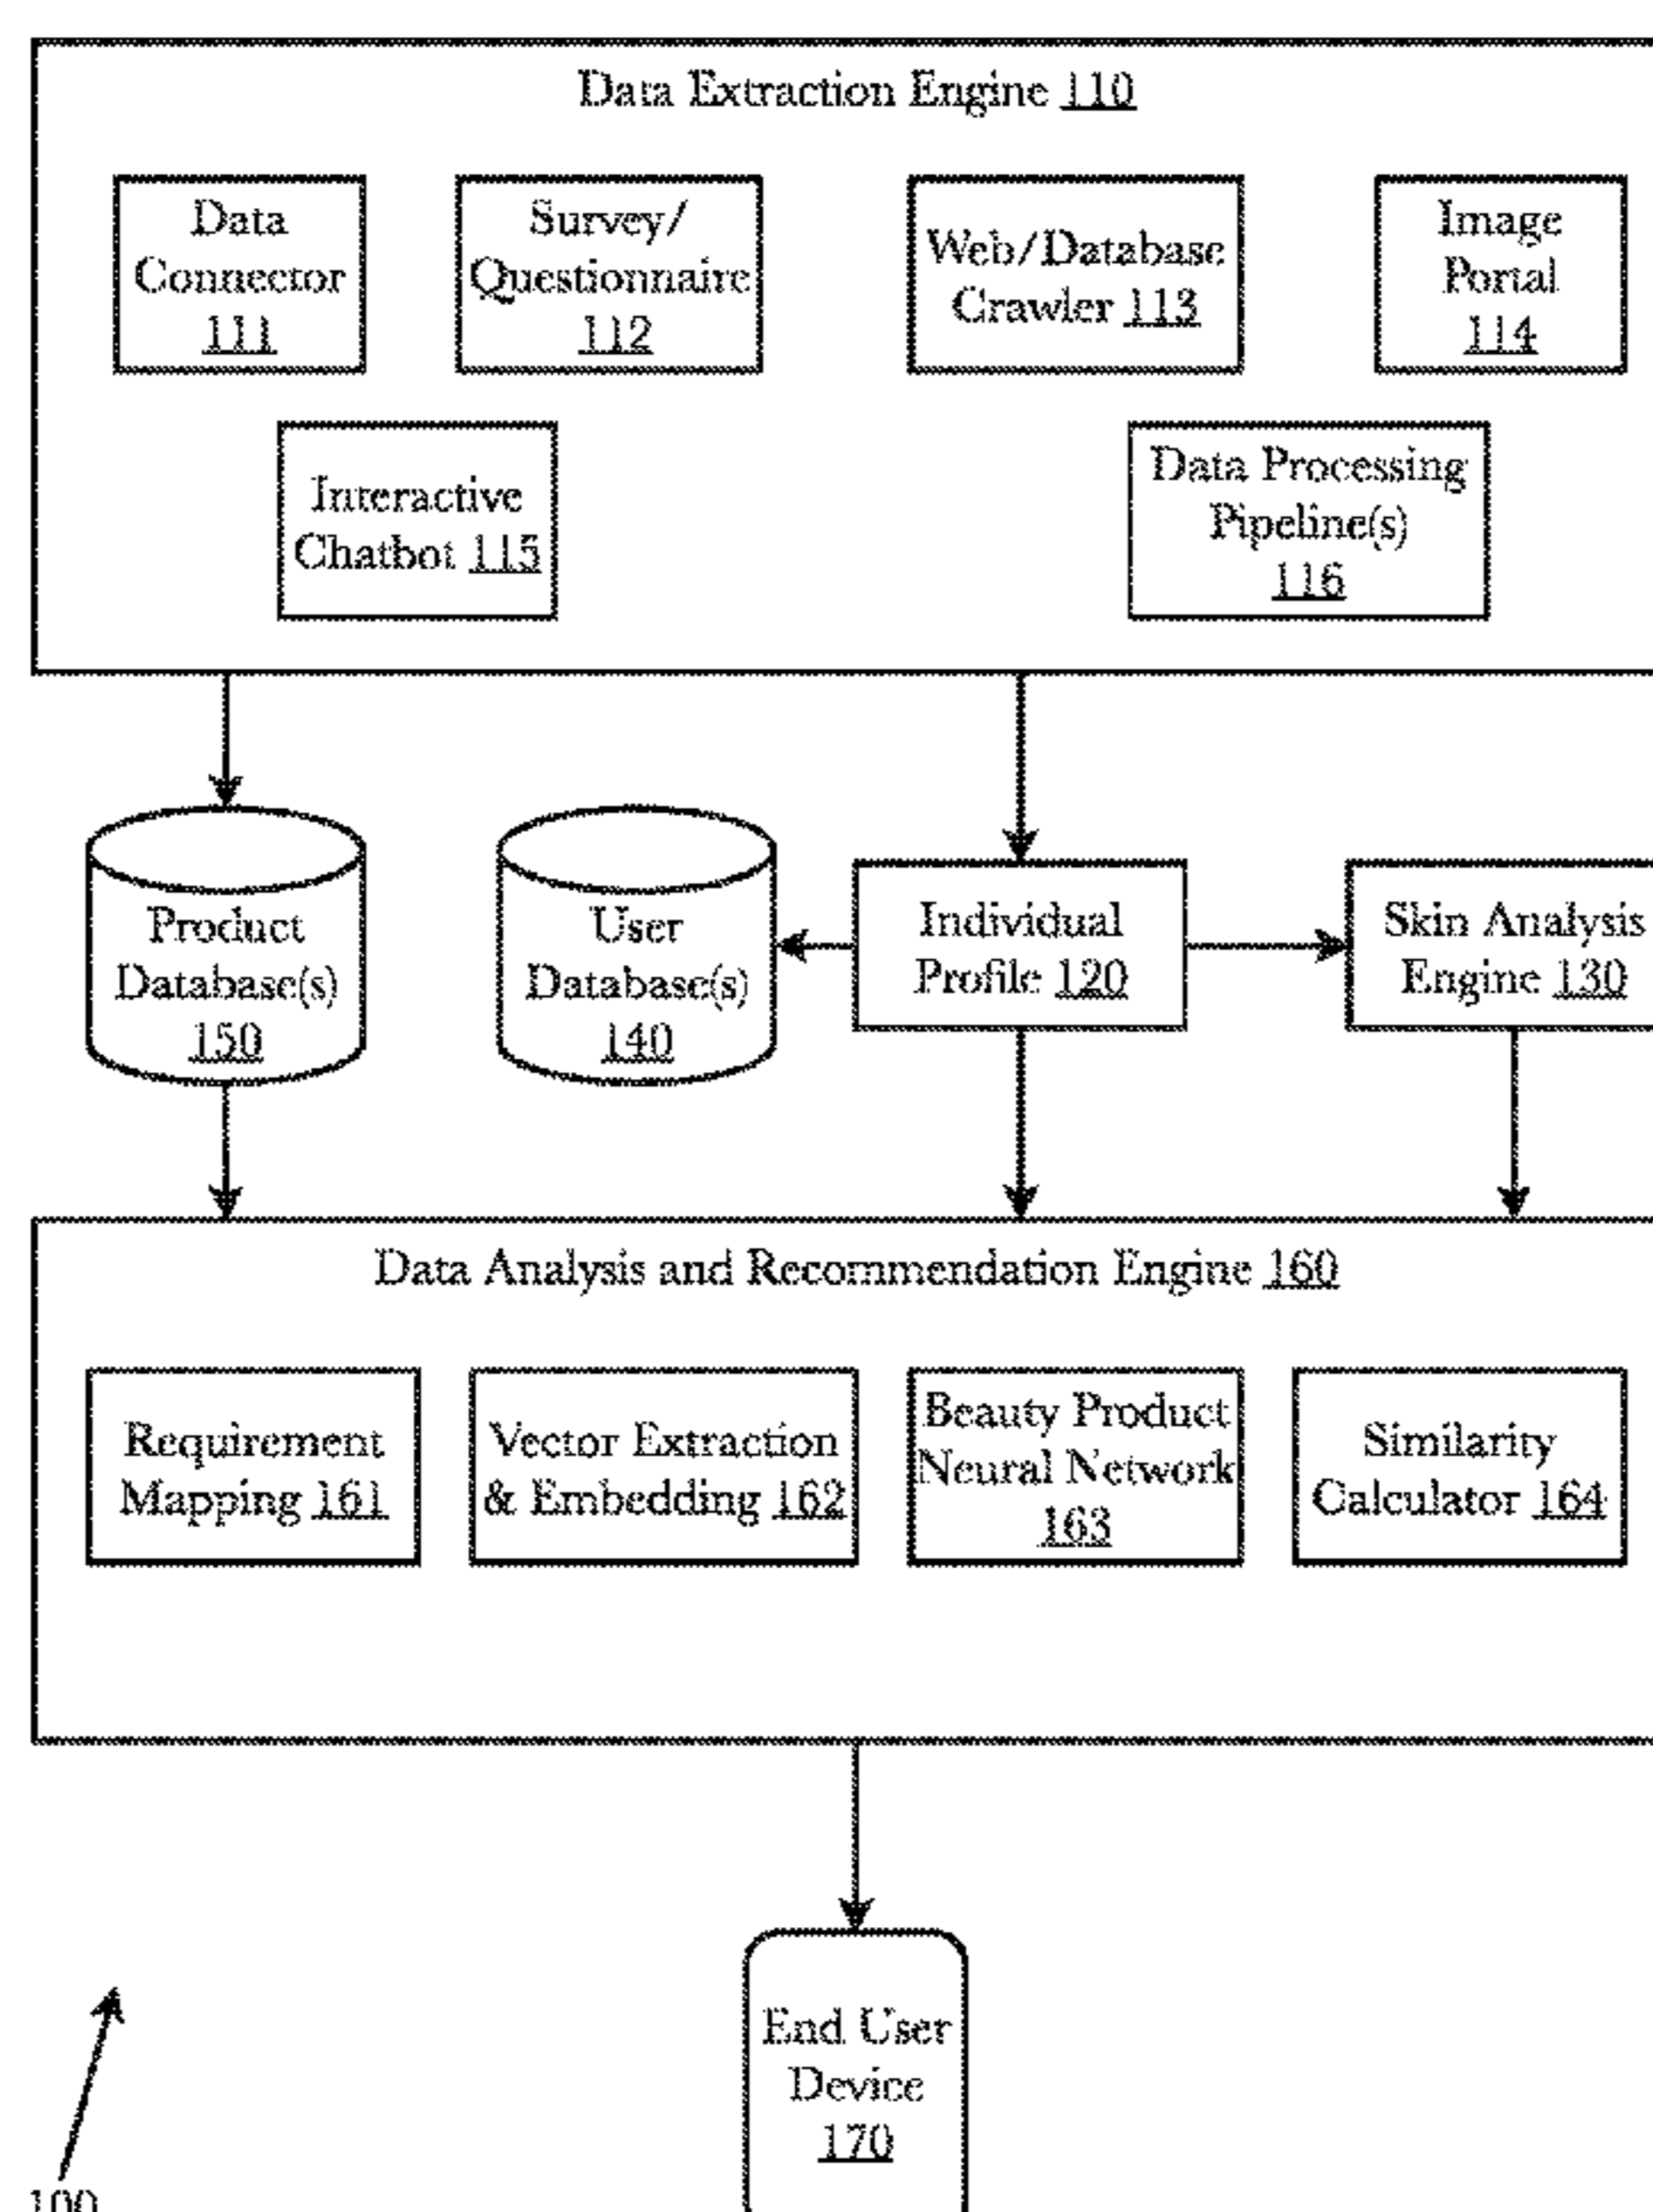 Data Extraction Engine 110
Data
Connector
111
Survey/
Questionnaire
112
Web/Database
Crawler 113
Image
Portal
114
Interactive
Chatbot 115
Data Processing
Pipeline(s)
116
Product
Database(s)
150
User
Database(s)
140
Individual
Profile 120
Skin Analysis
Engine 130
Data Analysis and Recommendation Engine 160
Requirement
Mapping 161
Vector Extraction
& Embedding 162
Beauty Product
Neural Network
163
Similarity
Calculator 164
End User
Device
170
100